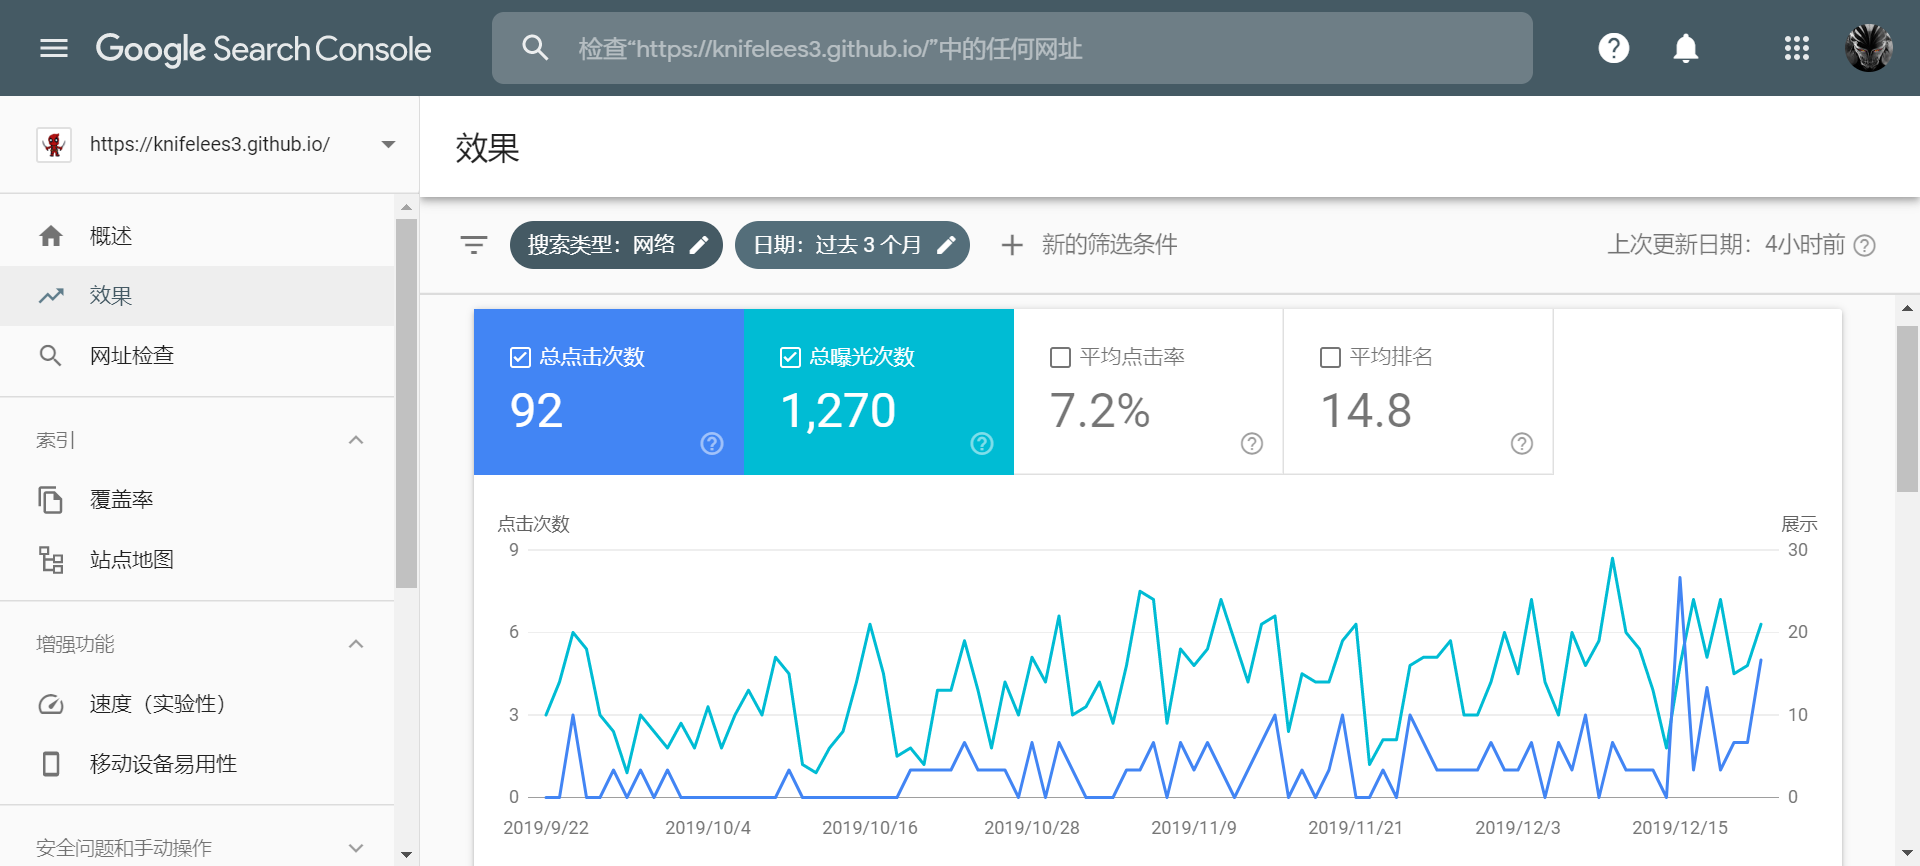 Google Search Console
检查“https://knifelees3.github.io/”中的任何网址
https://knifelees3.github.io/
概述
效果
网址检查
索引
覆盖率
站点地图
增强功能
速度（实验性）
移动设备易用性
安全问题和手动操作
效果
搜索类型：网络
日期：过去 3 个月
新的筛选条件
上次更新日期：4小时前
总点击次数
92
总曝光次数
1,270
平均点击率
7.2%
平均排名
14.8
点击次数
展示
9
30
6
20
3
10
0
0
2019/9/22
2019/10/4
2019/10/16
2019/10/28
2019/11/9
2019/11/21
2019/12/3
2019/12/15